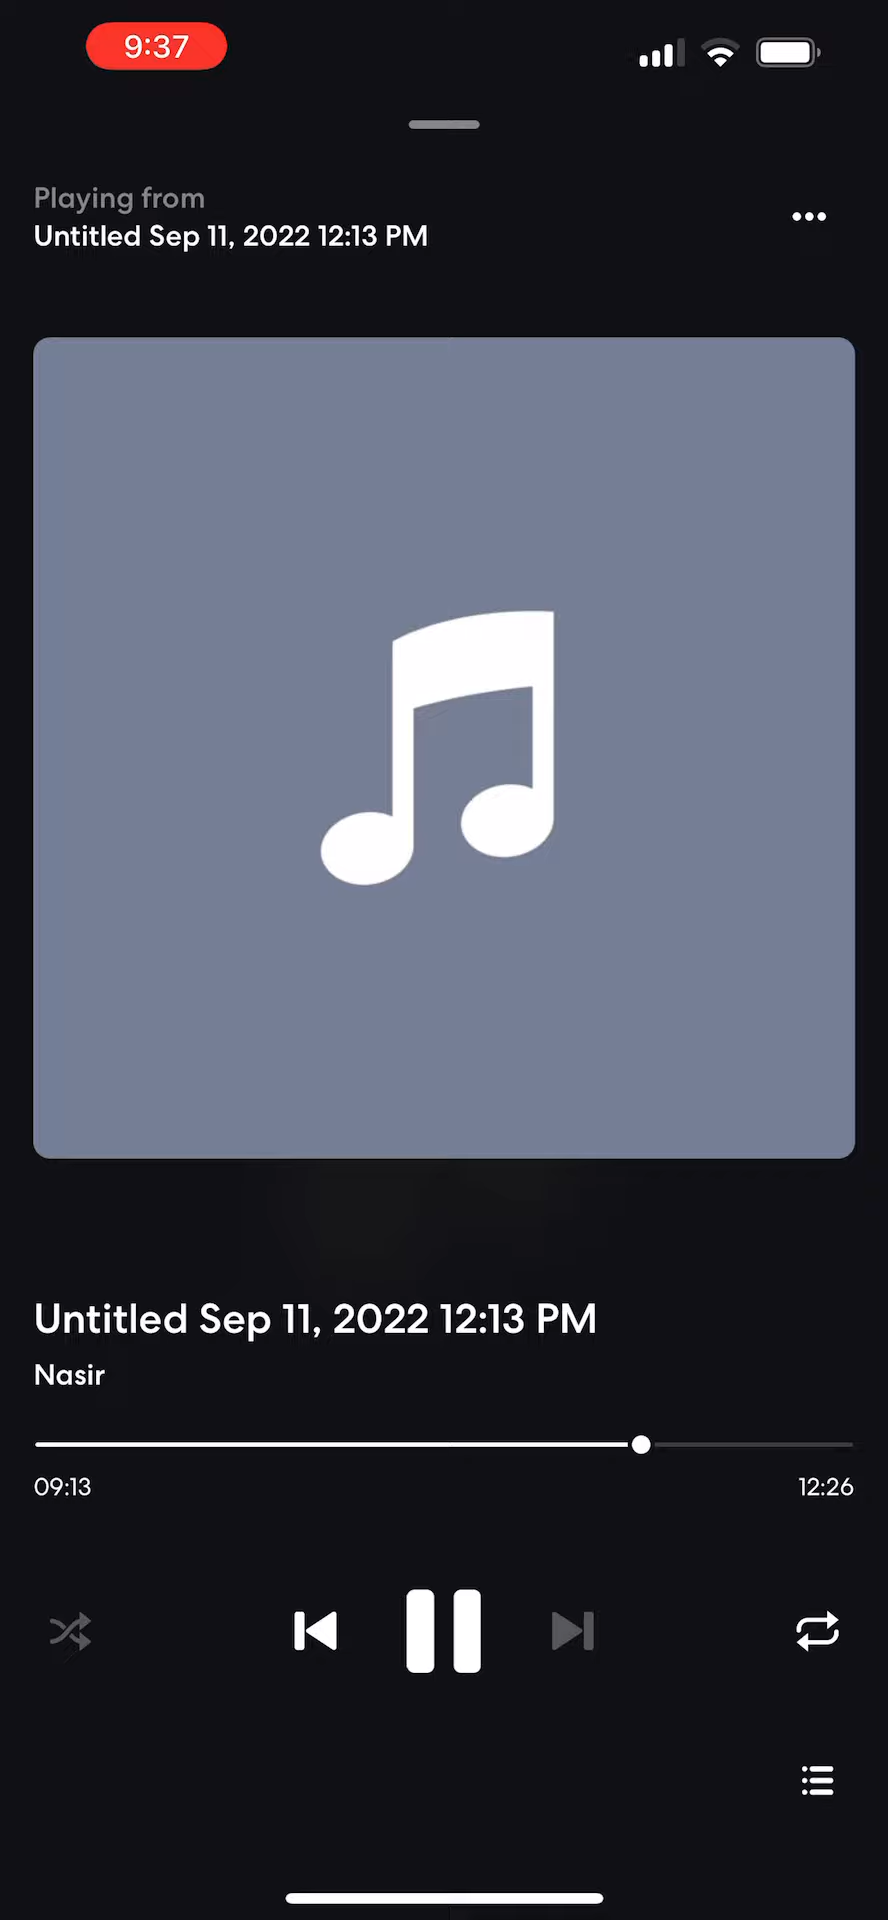 9:37
Playing from
Untitled Sep 11, 2022 12:13 PM
Untitled Sep 11, 2022 12:13 PM
Nasir
09:13
12:26